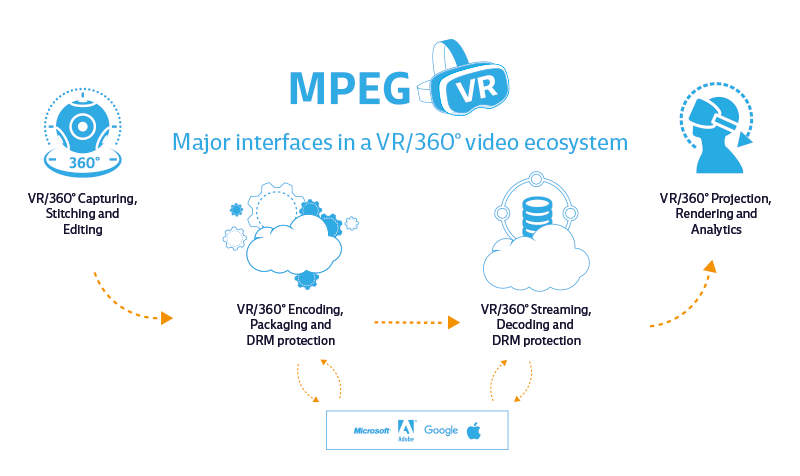 MPEG
VR
Major interfaces in a VR/360° video ecosystem
360°
VR/360° Capturing,
Stitching and
Editing
VR/360° Encoding,
Packaging and
DRM protection
VR/360° Streaming,
Decoding and
DRM protection
VR/360° Projection,
Rendering and
Analytics
Microsoft
Adobe
Google